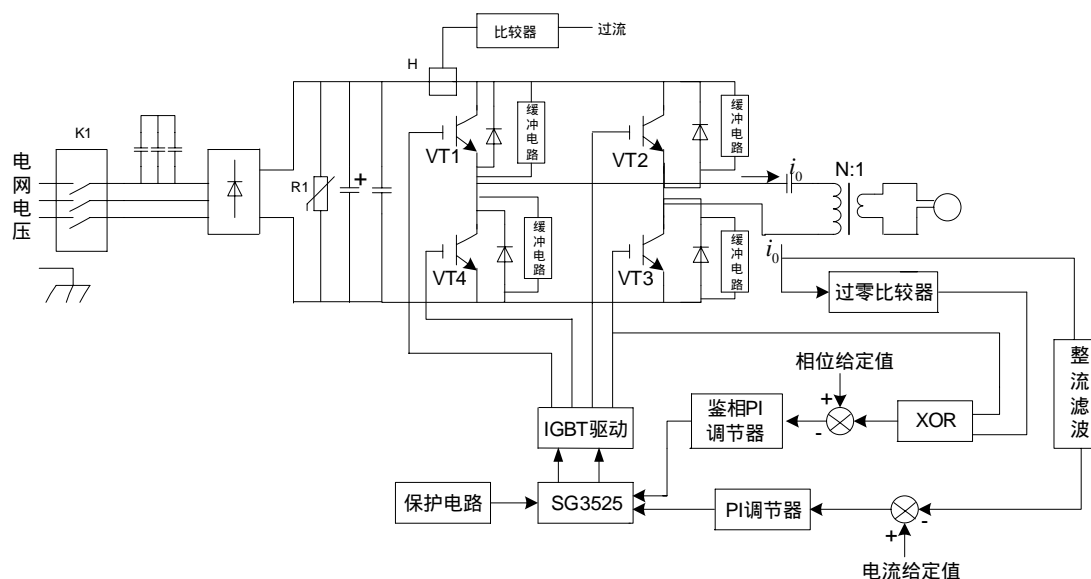 比较器
过流
H
K1
电网电压
R1
+
VT1
缓冲电路
VT2
缓冲电路
i0
N:1
VT4
缓冲电路
VT3
缓冲电路
i0
过零比较器
相位给定值
整流滤波
+
-
鉴相PI
调节器
XOR
IGBT驱动
保护电路
SG3525
PI调节器
-
+
电流给定值